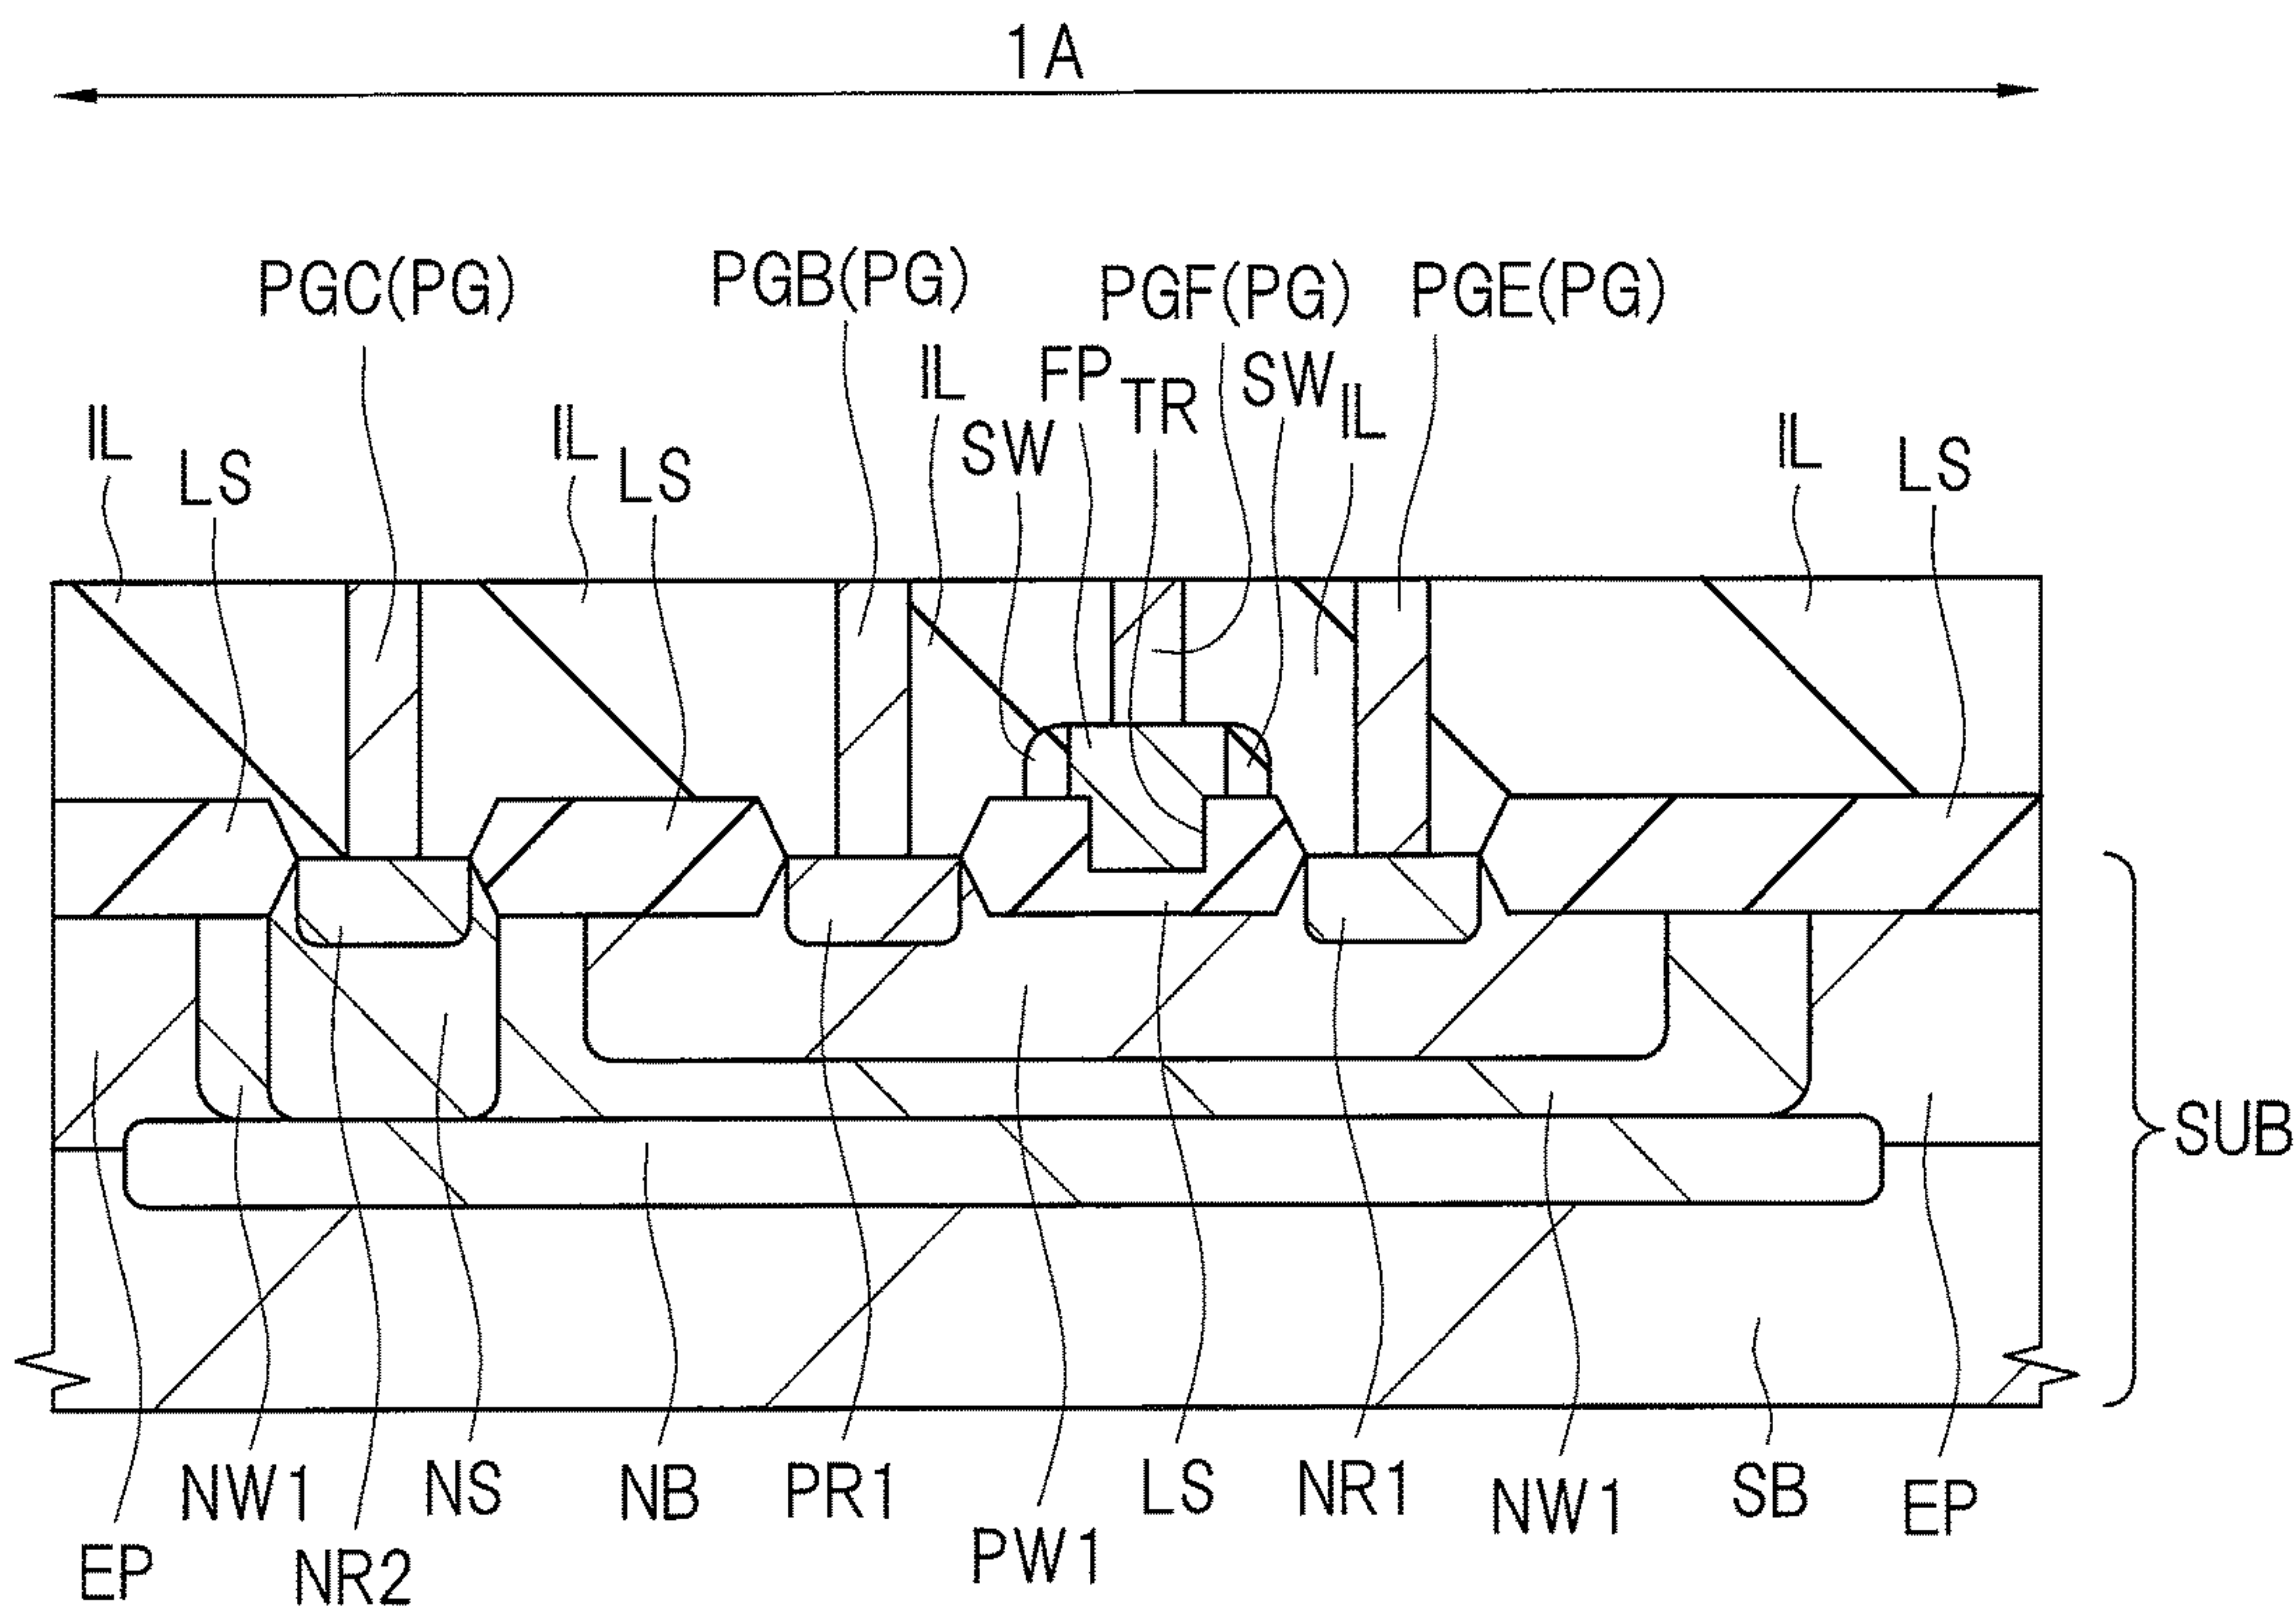 1A
PGC(PG) PGB(PG) PGF(PG) PGE(PG)
IL LS IL LS IL SW FP TR SW IL IL LS
SUB
NW1 NS NB PR1 LS NR1 NW1 SB EP
EP NR2 PW1